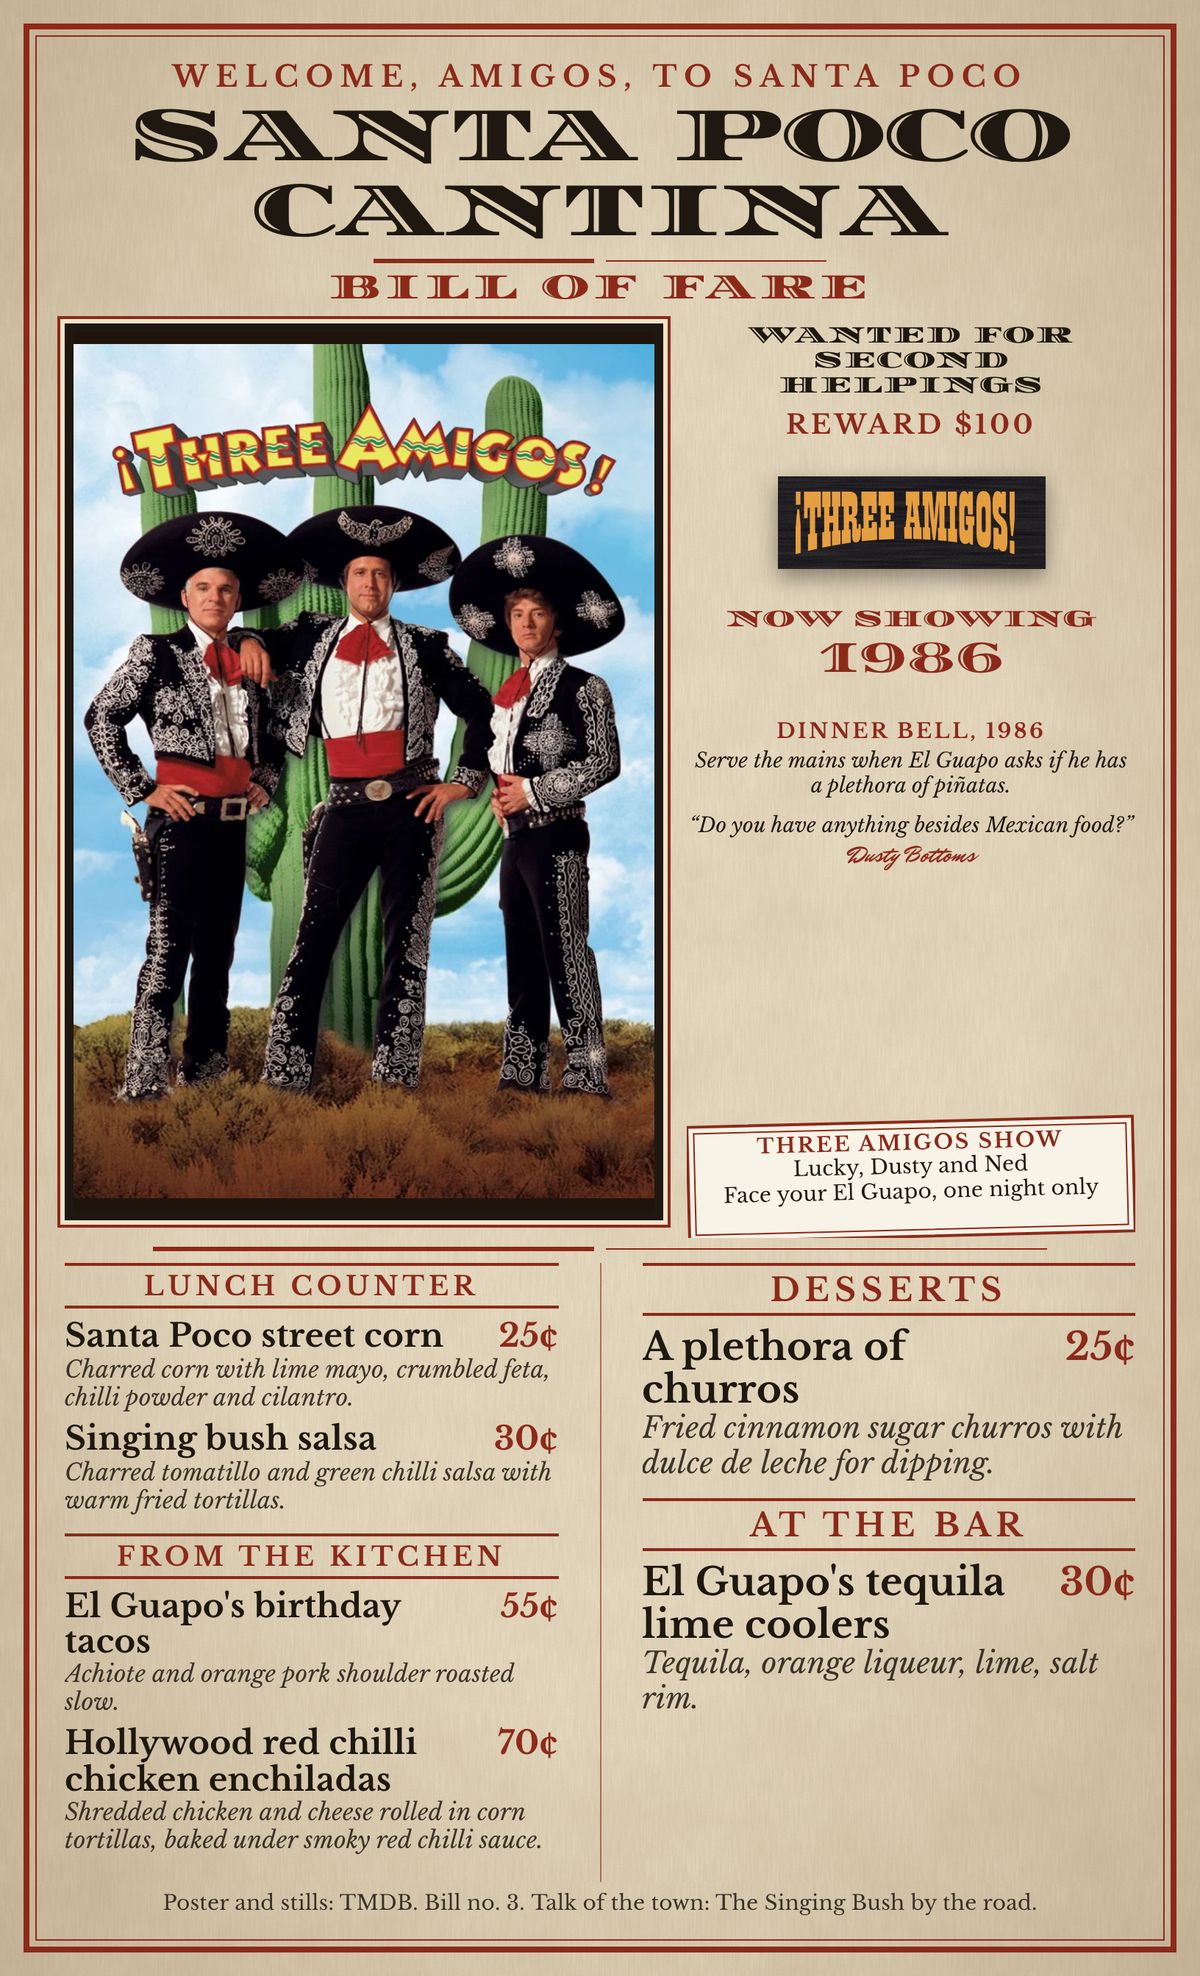 WELCOME, AMIGOS, TO SANTA POCO
SANTA POCO
CANTINA
BILL OF FARE
¡THREE AMIGOS!
WANTED FOR
SECOND
HELPINGS
REWARD $100
¡THREE AMIGOS!
NOW SHOWING
1986
DINNER BELL, 1986
Serve the mains when El Guapo asks if he has
a plethora of piñatas.
“Do you have anything besides Mexican food?”
Dusty Bottoms
THREE AMIGOS SHOW
Lucky, Dusty and Ned
Face your El Guapo, one night only
LUNCH COUNTER
Santa Poco street corn 25¢
Charred corn with lime mayo, crumbled feta,
chilli powder and cilantro.
Singing bush salsa 30¢
Charred tomatillo and green chilli salsa with
warm fried tortillas.
FROM THE KITCHEN
El Guapo's birthday 55¢
tacos
Achiote and orange pork shoulder roasted
slow.
Hollywood red chilli 70¢
chicken enchiladas
Shredded chicken and cheese rolled in corn
tortillas, baked under smoky red chilli sauce.
DESSERTS
A plethora of 25¢
churros
Fried cinnamon sugar churros with
dulce de leche for dipping.
AT THE BAR
El Guapo's tequila 30¢
lime coolers
Tequila, orange liqueur, lime, salt
rim.
Poster and stills: TMDB. Bill no. 3. Talk of the town: The Singing Bush by the road.